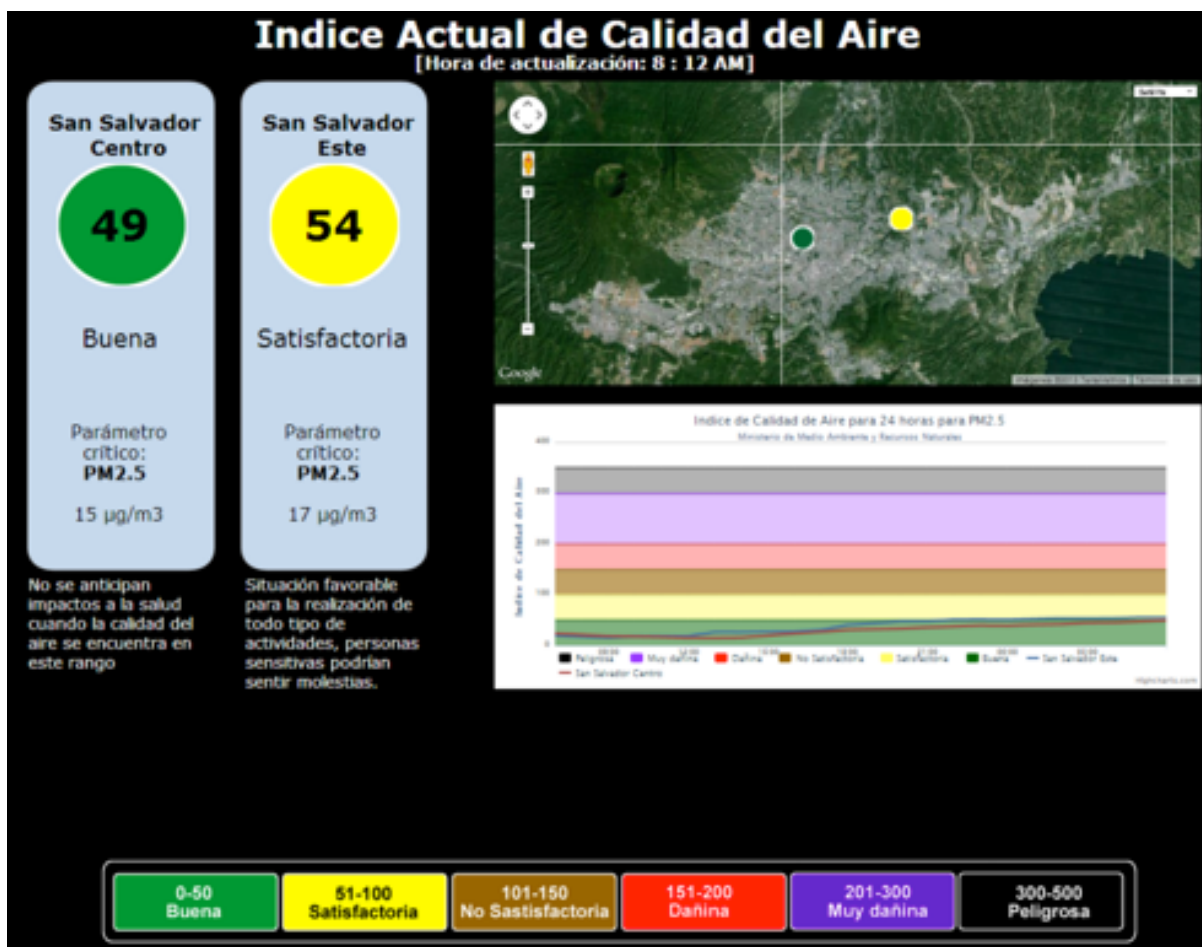 Indice Actual de Calidad del Aire
[Hora de actualización: 8 : 12 AM]
San Salvador
Centro
49
Buena
Parámetro
crítico:
PM2.5
15 µg/m3
No se anticipan
impactos a la salud
cuando la calidad del
aire se encuentra en
este rango
San Salvador
Este
54
Satisfactoria
Parámetro
crítico:
PM2.5
17 µg/m3
Situación favorable
para la realización de
todo tipo de
actividades, personas
sensitivas podrían
sentir molestias.
Google
Indice de Calidad de Aire para 24 horas para PM2.5
Ministerio de Medio Ambiente y Recursos Naturales
Indice de Calidad del Aire
400
300
200
100
0
Peligrosa Muy dañina Dañina No Satisfactoria Satisfactoria Buena San Salvador Este
San Salvador Centro
Highcharts.com
0-50
Buena
51-100
Satisfactoria
101-150
No Sastisfactoria
151-200
Dañina
201-300
Muy dañina
300-500
Peligrosa